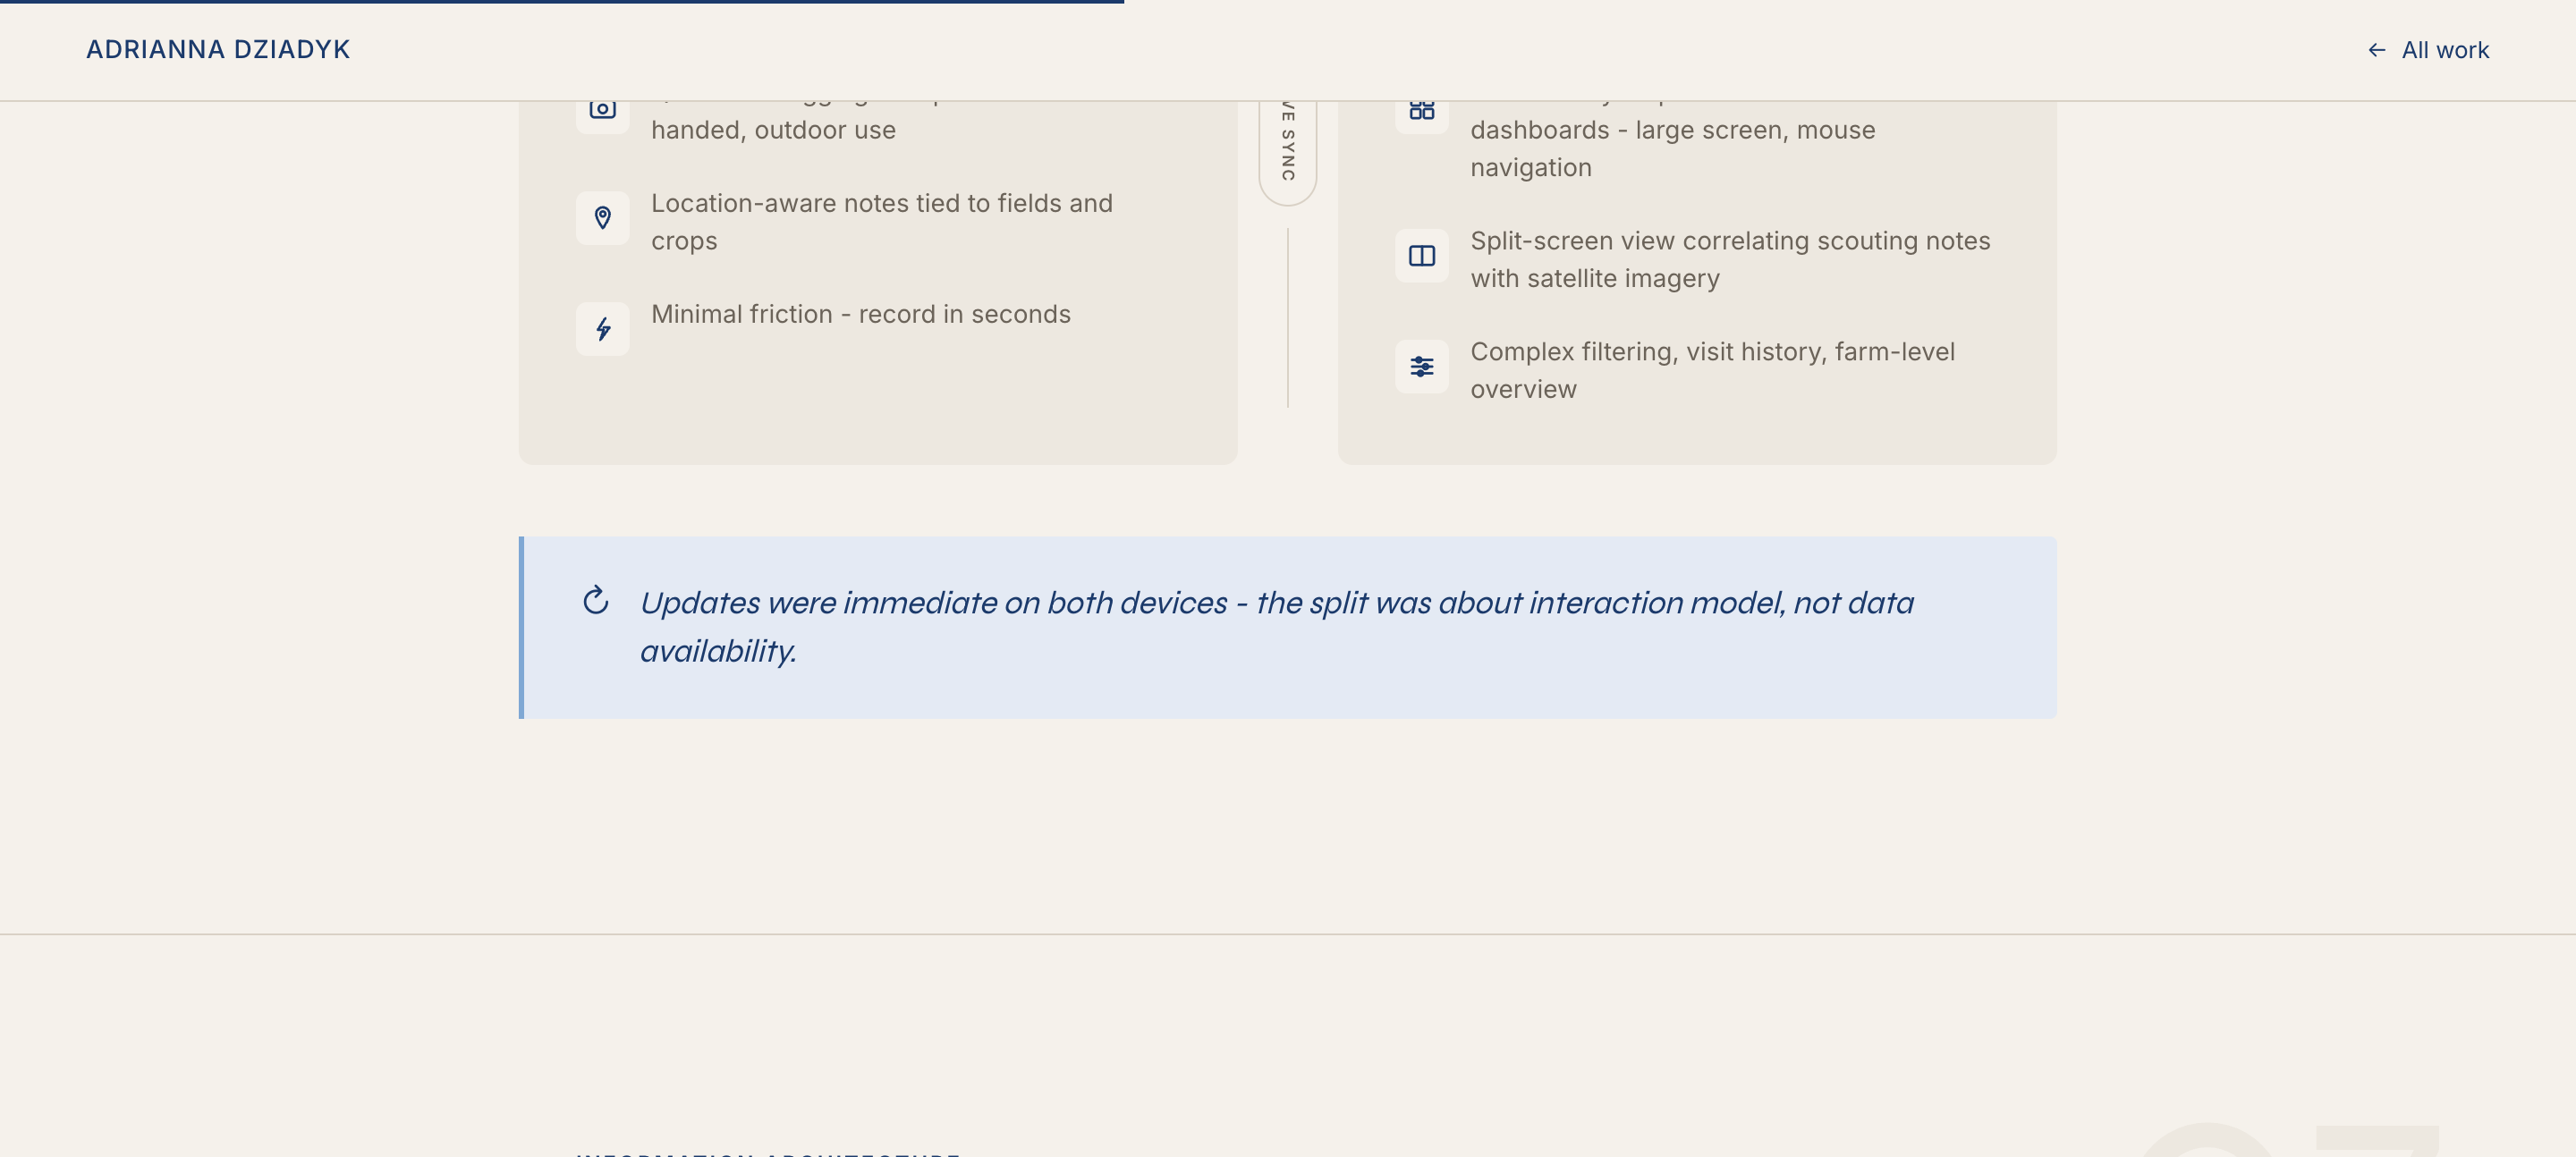 ADRIANNA DZIADYK
← All work
handed, outdoor use
Location-aware notes tied to fields and
crops
Minimal friction - record in seconds
SYNC
dashboards - large screen, mouse
navigation
Split-screen view correlating scouting notes
with satellite imagery
Complex filtering, visit history, farm-level
overview
Updates were immediate on both devices - the split was about interaction model, not data
availability.
INFORMATION ARCHITECTURE